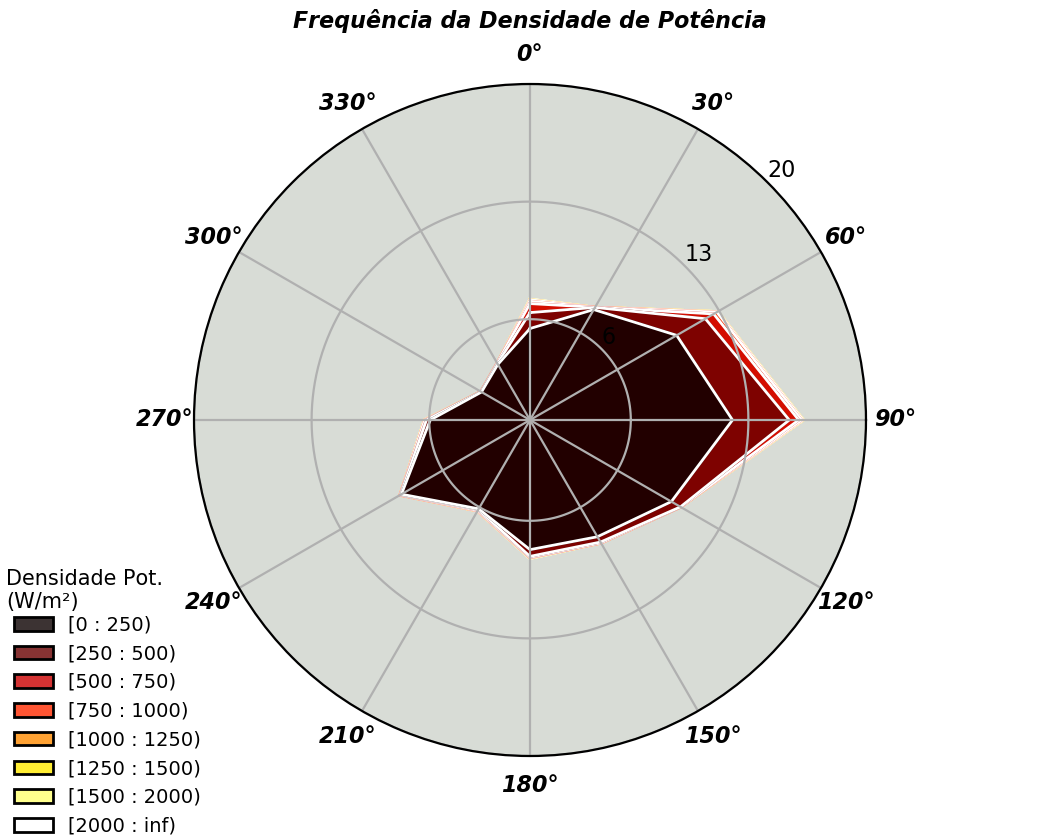 Frequência da Densidade de Potência
0°
30°
60°
90°
120°
150°
180°
210°
240°
270°
300°
330°
6
13
20
Densidade Pot.
(W/m²)
[0 : 250)
[250 : 500)
[500 : 750)
[750 : 1000)
[1000 : 1250)
[1250 : 1500)
[1500 : 2000)
[2000 : inf)